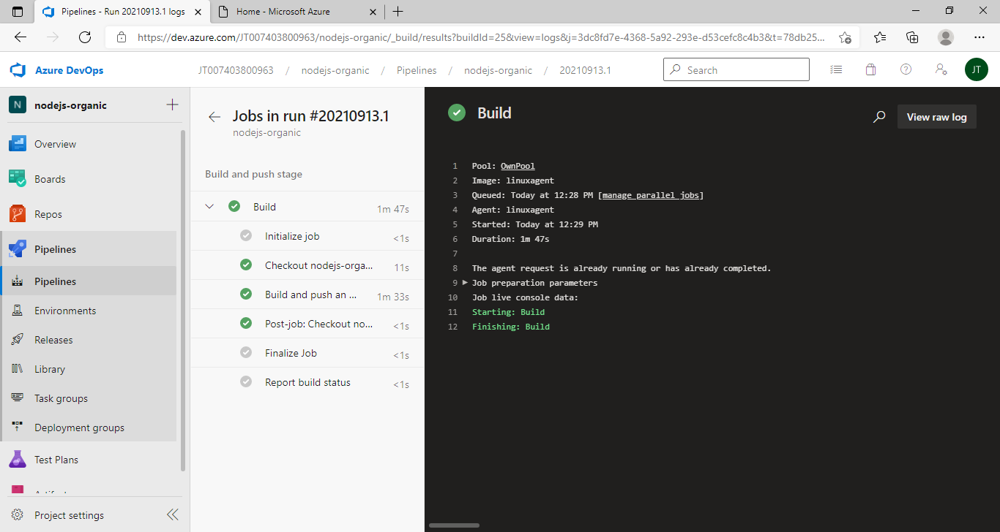 Pipelines - Run 20210913.1 logs
Home - Microsoft Azure
https://dev.azure.com/JT007403800963/nodejs-organic/_build/results?buildId=25&view=logs&j=3dc8fd7e-4368-5a92-293e-d53cefc8c4b3&t=78db25...
Azure DevOps
JT007403800963 / nodejs-organic / Pipelines / nodejs-organic / 20210913.1
Search
JT
N nodejs-organic
Overview
Boards
Repos
Pipelines
Pipelines
Environments
Releases
Library
Task groups
Deployment groups
Test Plans
Project settings
Jobs in run #20210913.1
nodejs-organic
Build and push stage
Build 1m 47s
Initialize job <1s
Checkout nodejs-orga... 11s
Build and push an ... 1m 33s
Post-job: Checkout no... <1s
Finalize Job <1s
Report build status <1s
Build
View raw log
1 Pool: OwnPool
2 Image: linuxagent
3 Queued: Today at 12:28 PM [manage parallel jobs]
4 Agent: linuxagent
5 Started: Today at 12:29 PM
6 Duration: 1m 47s
7
8 The agent request is already running or has already completed.
9 Job preparation parameters
10 Job live console data:
11 Starting: Build
12 Finishing: Build